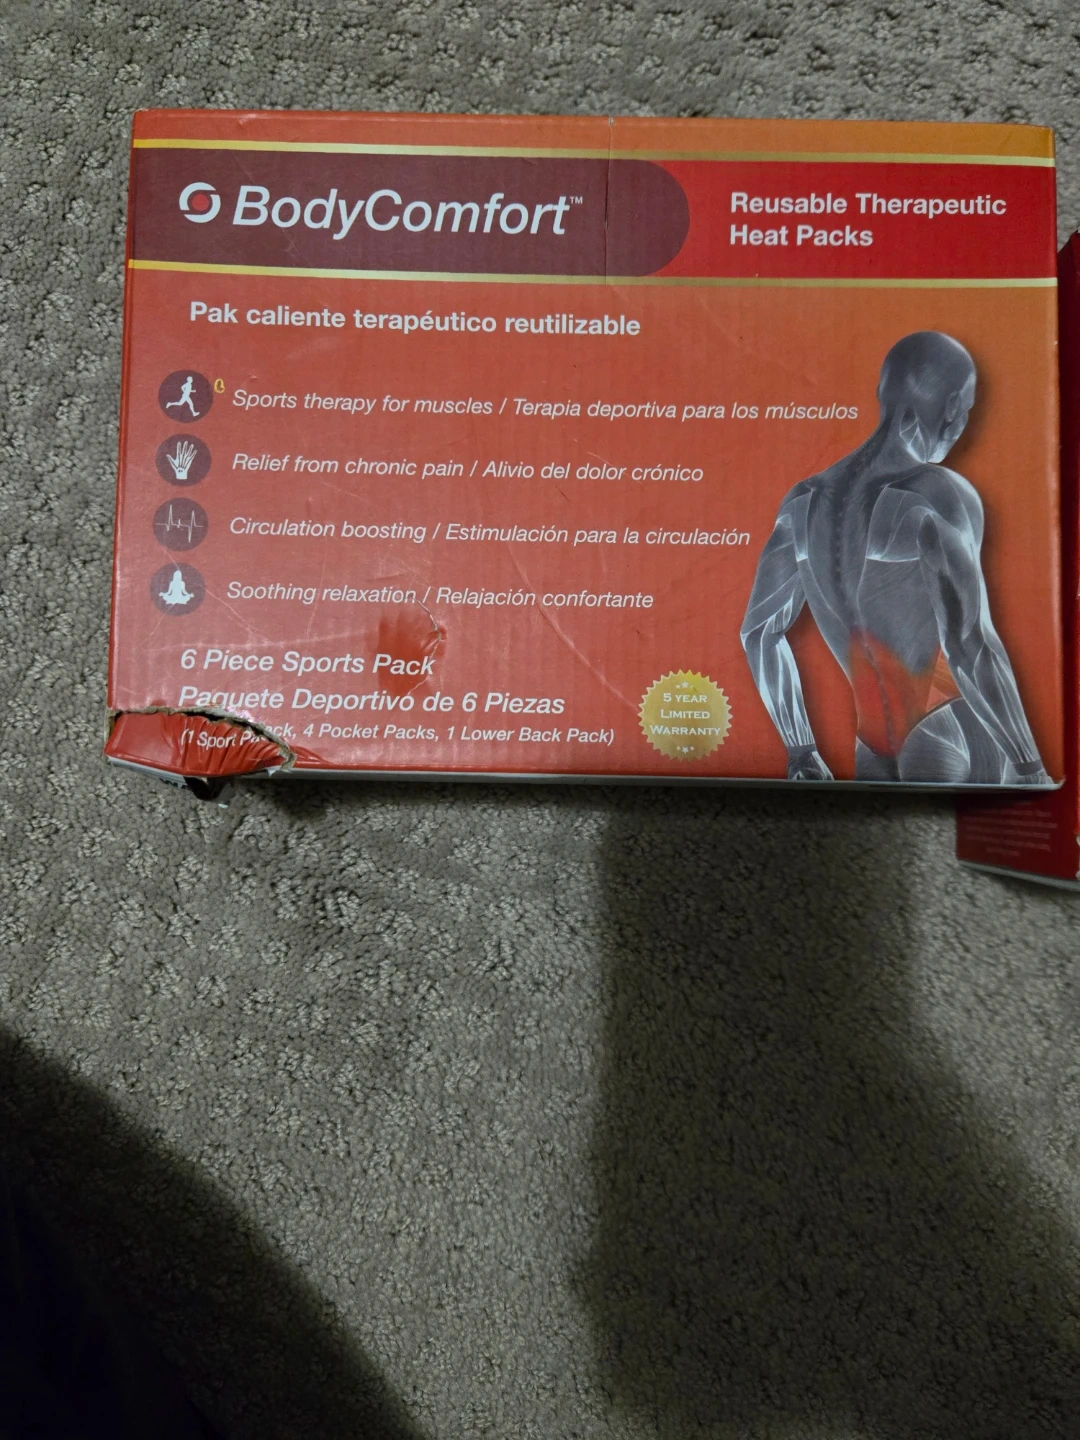 BodyComfort™
Reusable Therapeutic
Heat Packs
Pak caliente terapéutico reutilizable
Sports therapy for muscles / Terapia deportiva para los músculos
Relief from chronic pain / Alivio del dolor crónico
Circulation boosting / Estimulación para la circulación
Soothing relaxation / Relajación confortante
6 Piece Sports Pack
Paquete Deportivo de 6 Piezas
(1 Sport Pack, 4 Pocket Packs, 1 Lower Back Pack)
5 YEAR
LIMITED
WARRANTY